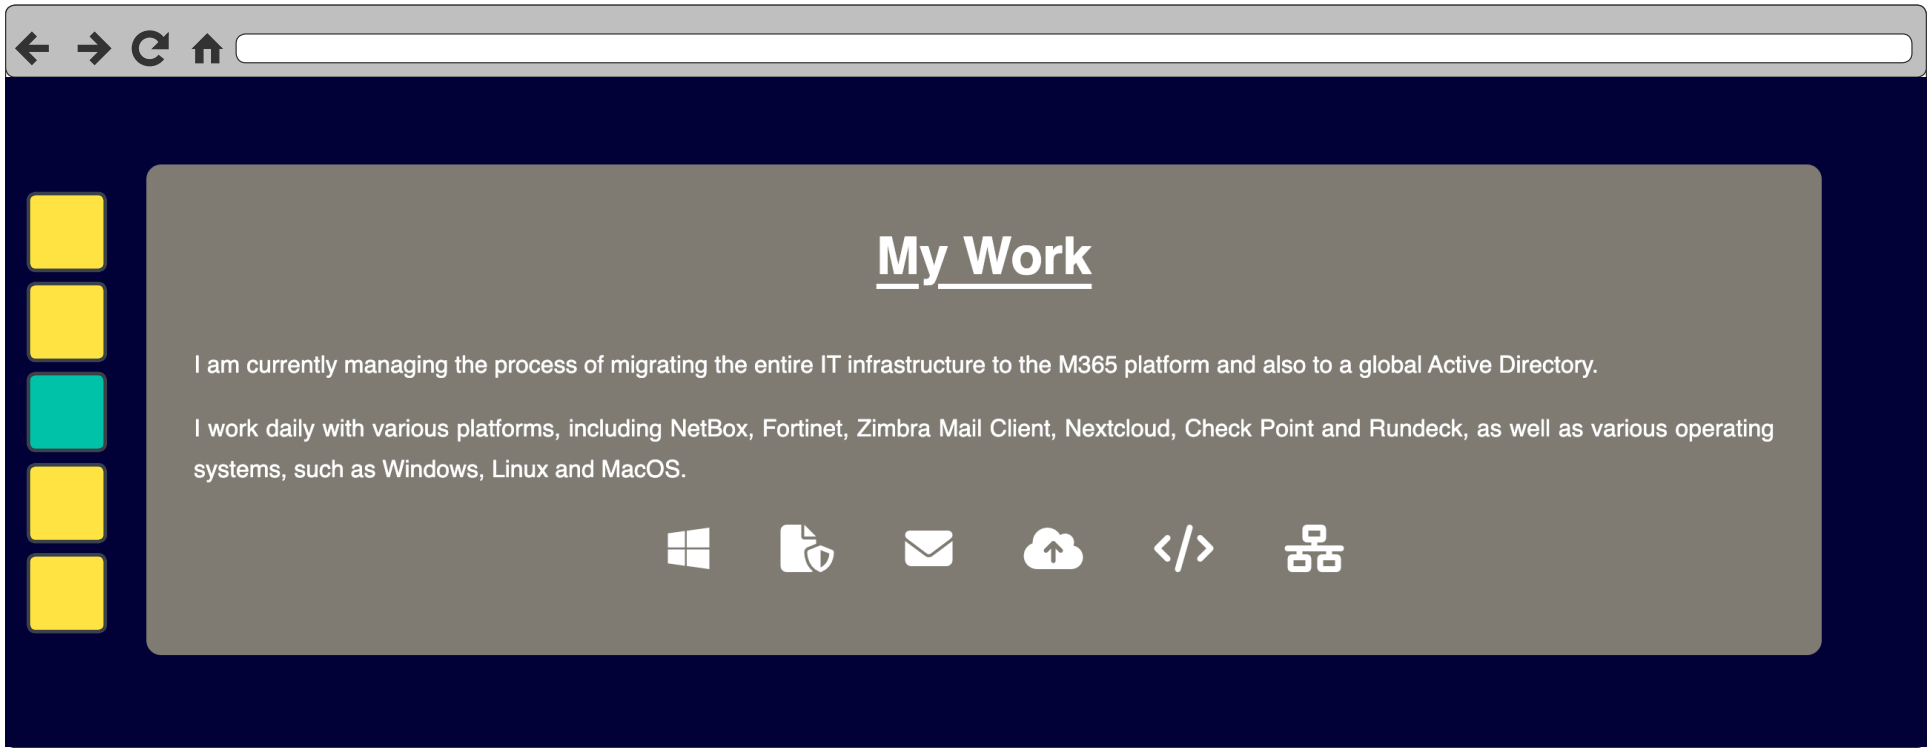 My Work
I am currently managing the process of migrating the entire IT infrastructure to the M365 platform and also to a global Active Directory.
I work daily with various platforms, including NetBox, Fortinet, Zimbra Mail Client, Nextcloud, Check Point and Rundeck, as well as various operating
systems, such as Windows, Linux and MacOS.